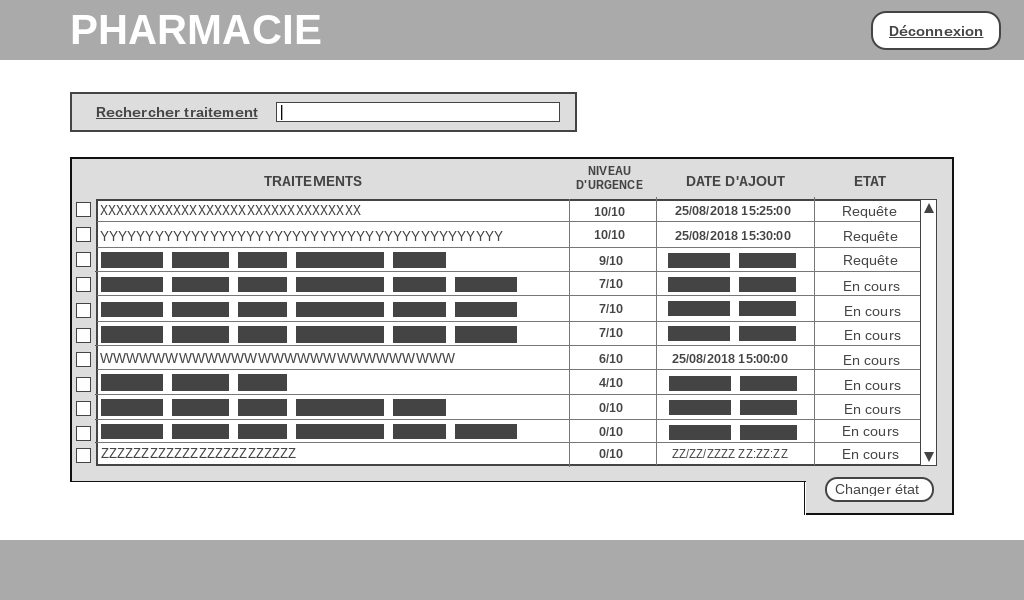 PHARMACIE
Déconnexion
Rechercher traitement
TRAITEMENTS NIVEAU D'URGENCE DATE D'AJOUT ETAT
XXXXXXXXXXXXXXXXXXXXXXXXXXXXXXXX 10/10 25/08/2018 15:25:00 Requête
YYYYYYYYYYYYYYYYYYYYYYYYYYYYYYYYYYYYYYYYYYYY 10/10 25/08/2018 15:30:00 Requête
9/10 Requête
7/10 En cours
7/10 En cours
7/10 En cours
WWWWWWWWWWWWWWWWWWWWWWWWWWW 6/10 25/08/2018 15:00:00 En cours
4/10 En cours
0/10 En cours
0/10 En cours
ZZZZZZZZZZZZZZZZZZZZZZZZ 0/10 ZZ/ZZ/ZZZZ ZZ:ZZ:ZZ En cours
Changer état